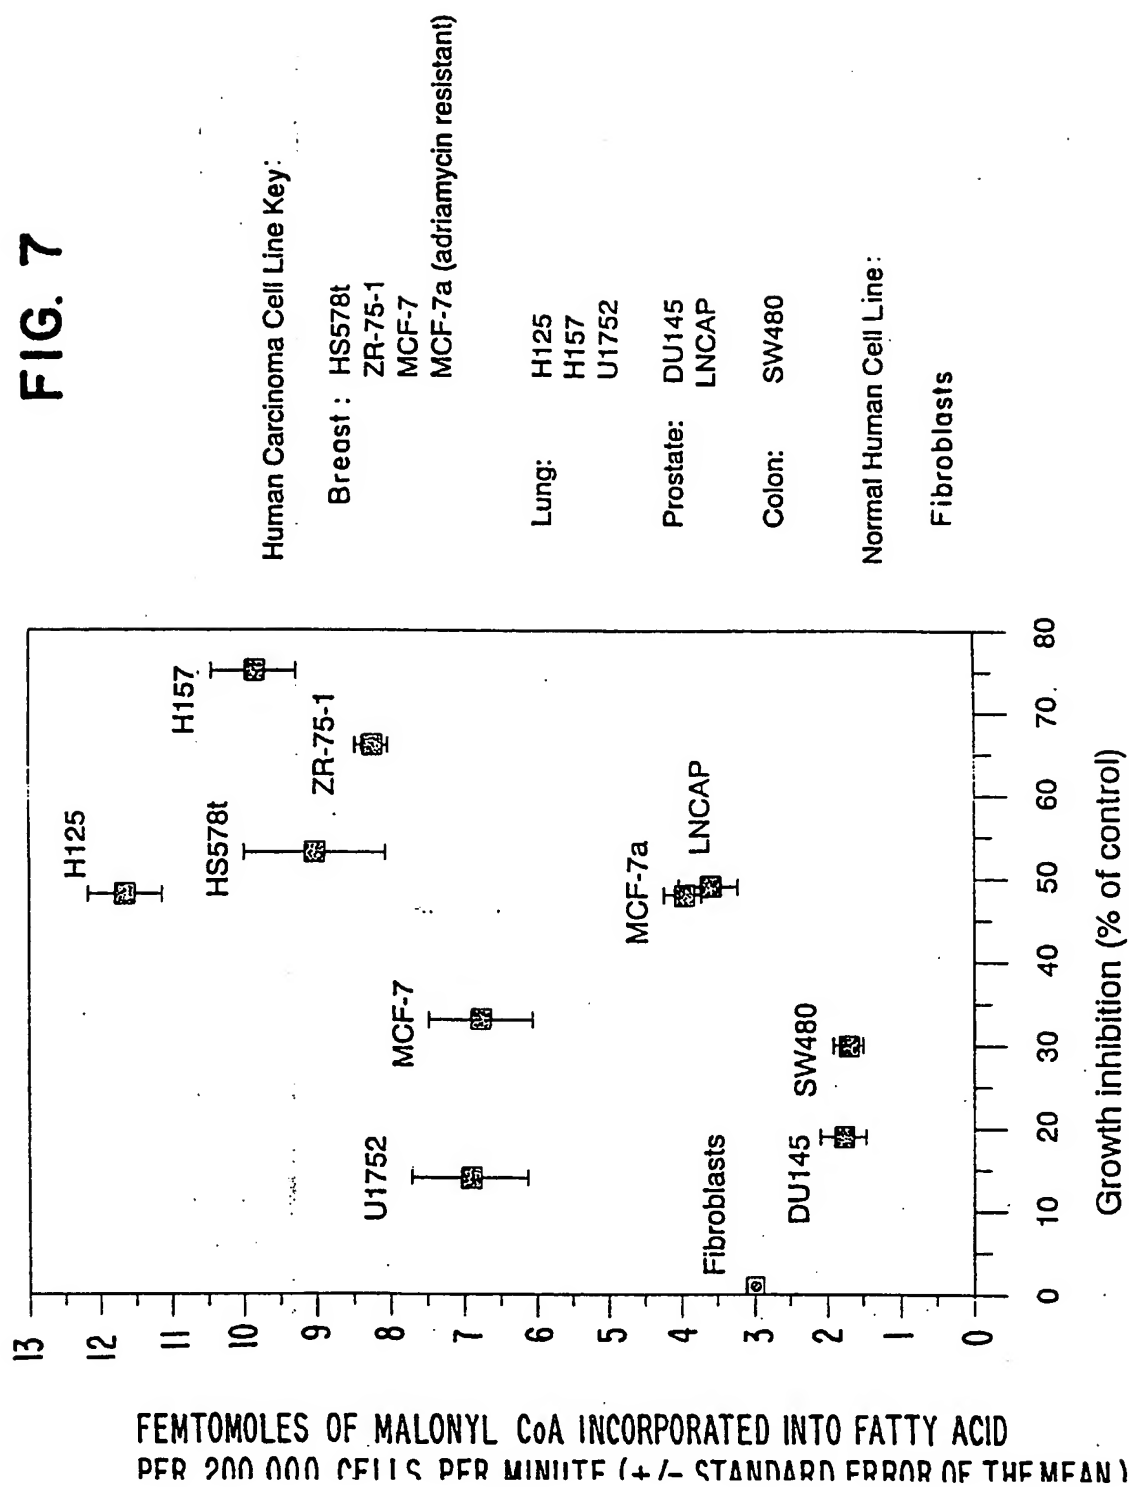 FIG. 7
Human Carcinoma Cell Line Key:
Breast: HS578t
ZR-75-1
MCF-7
MCF-7a (adriamycin resistant)
Lung: H125
H157
U1752
Prostate: DU145
LNCAP
Colon: SW480
Normal Human Cell Line:
Fibroblasts
FEMTOMOLES OF MALONYL CoA INCORPORATED INTO FATTY ACID
PER 200 000 CELLS PER MINUTE (+/- STANDARD ERROR OF THE MEAN)
13
12
11
10
9
8
7
6
5
4
3
2
1
0
H125
H157
HS578t
ZR-75-1
MCF-7
U1752
MCF-7a
LNCAP
Fibroblasts
DU145
SW480
0 10 20 30 40 50 60 70 80
Growth inhibition (% of control)